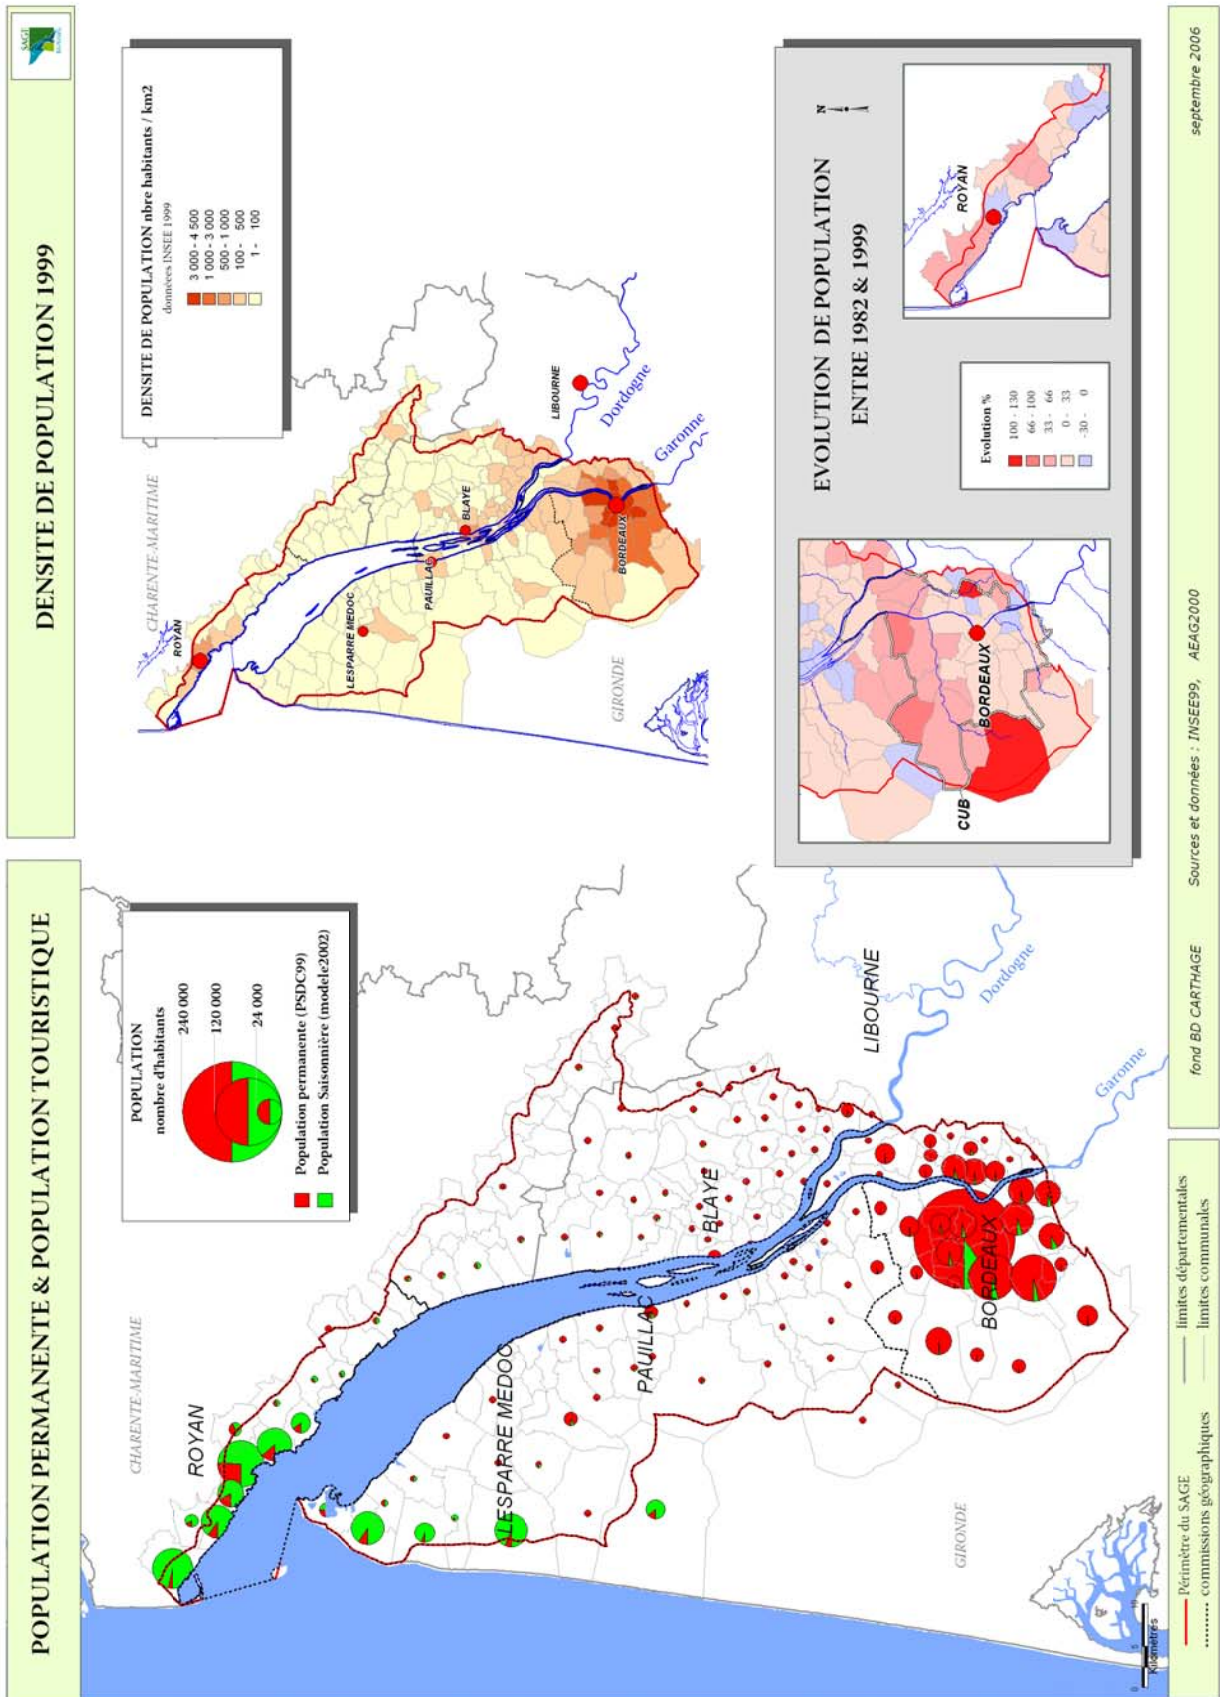 POPULATION PERMANENTE & POPULATION TOURISTIQUE
POPULATION
nombre d'habitants
240 000
120 000
24 000
Population permanente (PSDC99)
Population Saisonnière (modele2002)
CHARENTE-MARITIME
ROYAN
LESPARRE MEDOC
PAUILLAC
BLAYE
LIBOURNE
Dordogne
Garonne
BORDEAUX
GIRONDE
0 5 10
Kilomètres
DENSITE DE POPULATION 1999
SAGE
DENSITE DE POPULATION nbre habitants / km2
données INSEE 1999
3 000 - 4 500
1 000 - 3 000
500 - 1 000
100 - 500
1 - 100
CHARENTE-MARITIME
ROYAN
LESPARRE MEDOC
PAUILLAC
BLAYE
LIBOURNE
Dordogne
Garonne
BORDEAUX
GIRONDE
EVOLUTION DE POPULATION
ENTRE 1982 & 1999
N
CUB
BORDEAUX
Evolution %
100 - 130
66 - 100
33 - 66
0 - 33
-30 - 0
ROYAN
Périmètre du SAGE
commissions géographiques
limites départementales
limites communales
fond BD CARTHAGE
Sources et données : INSEE99, AEAG2000
septembre 2006